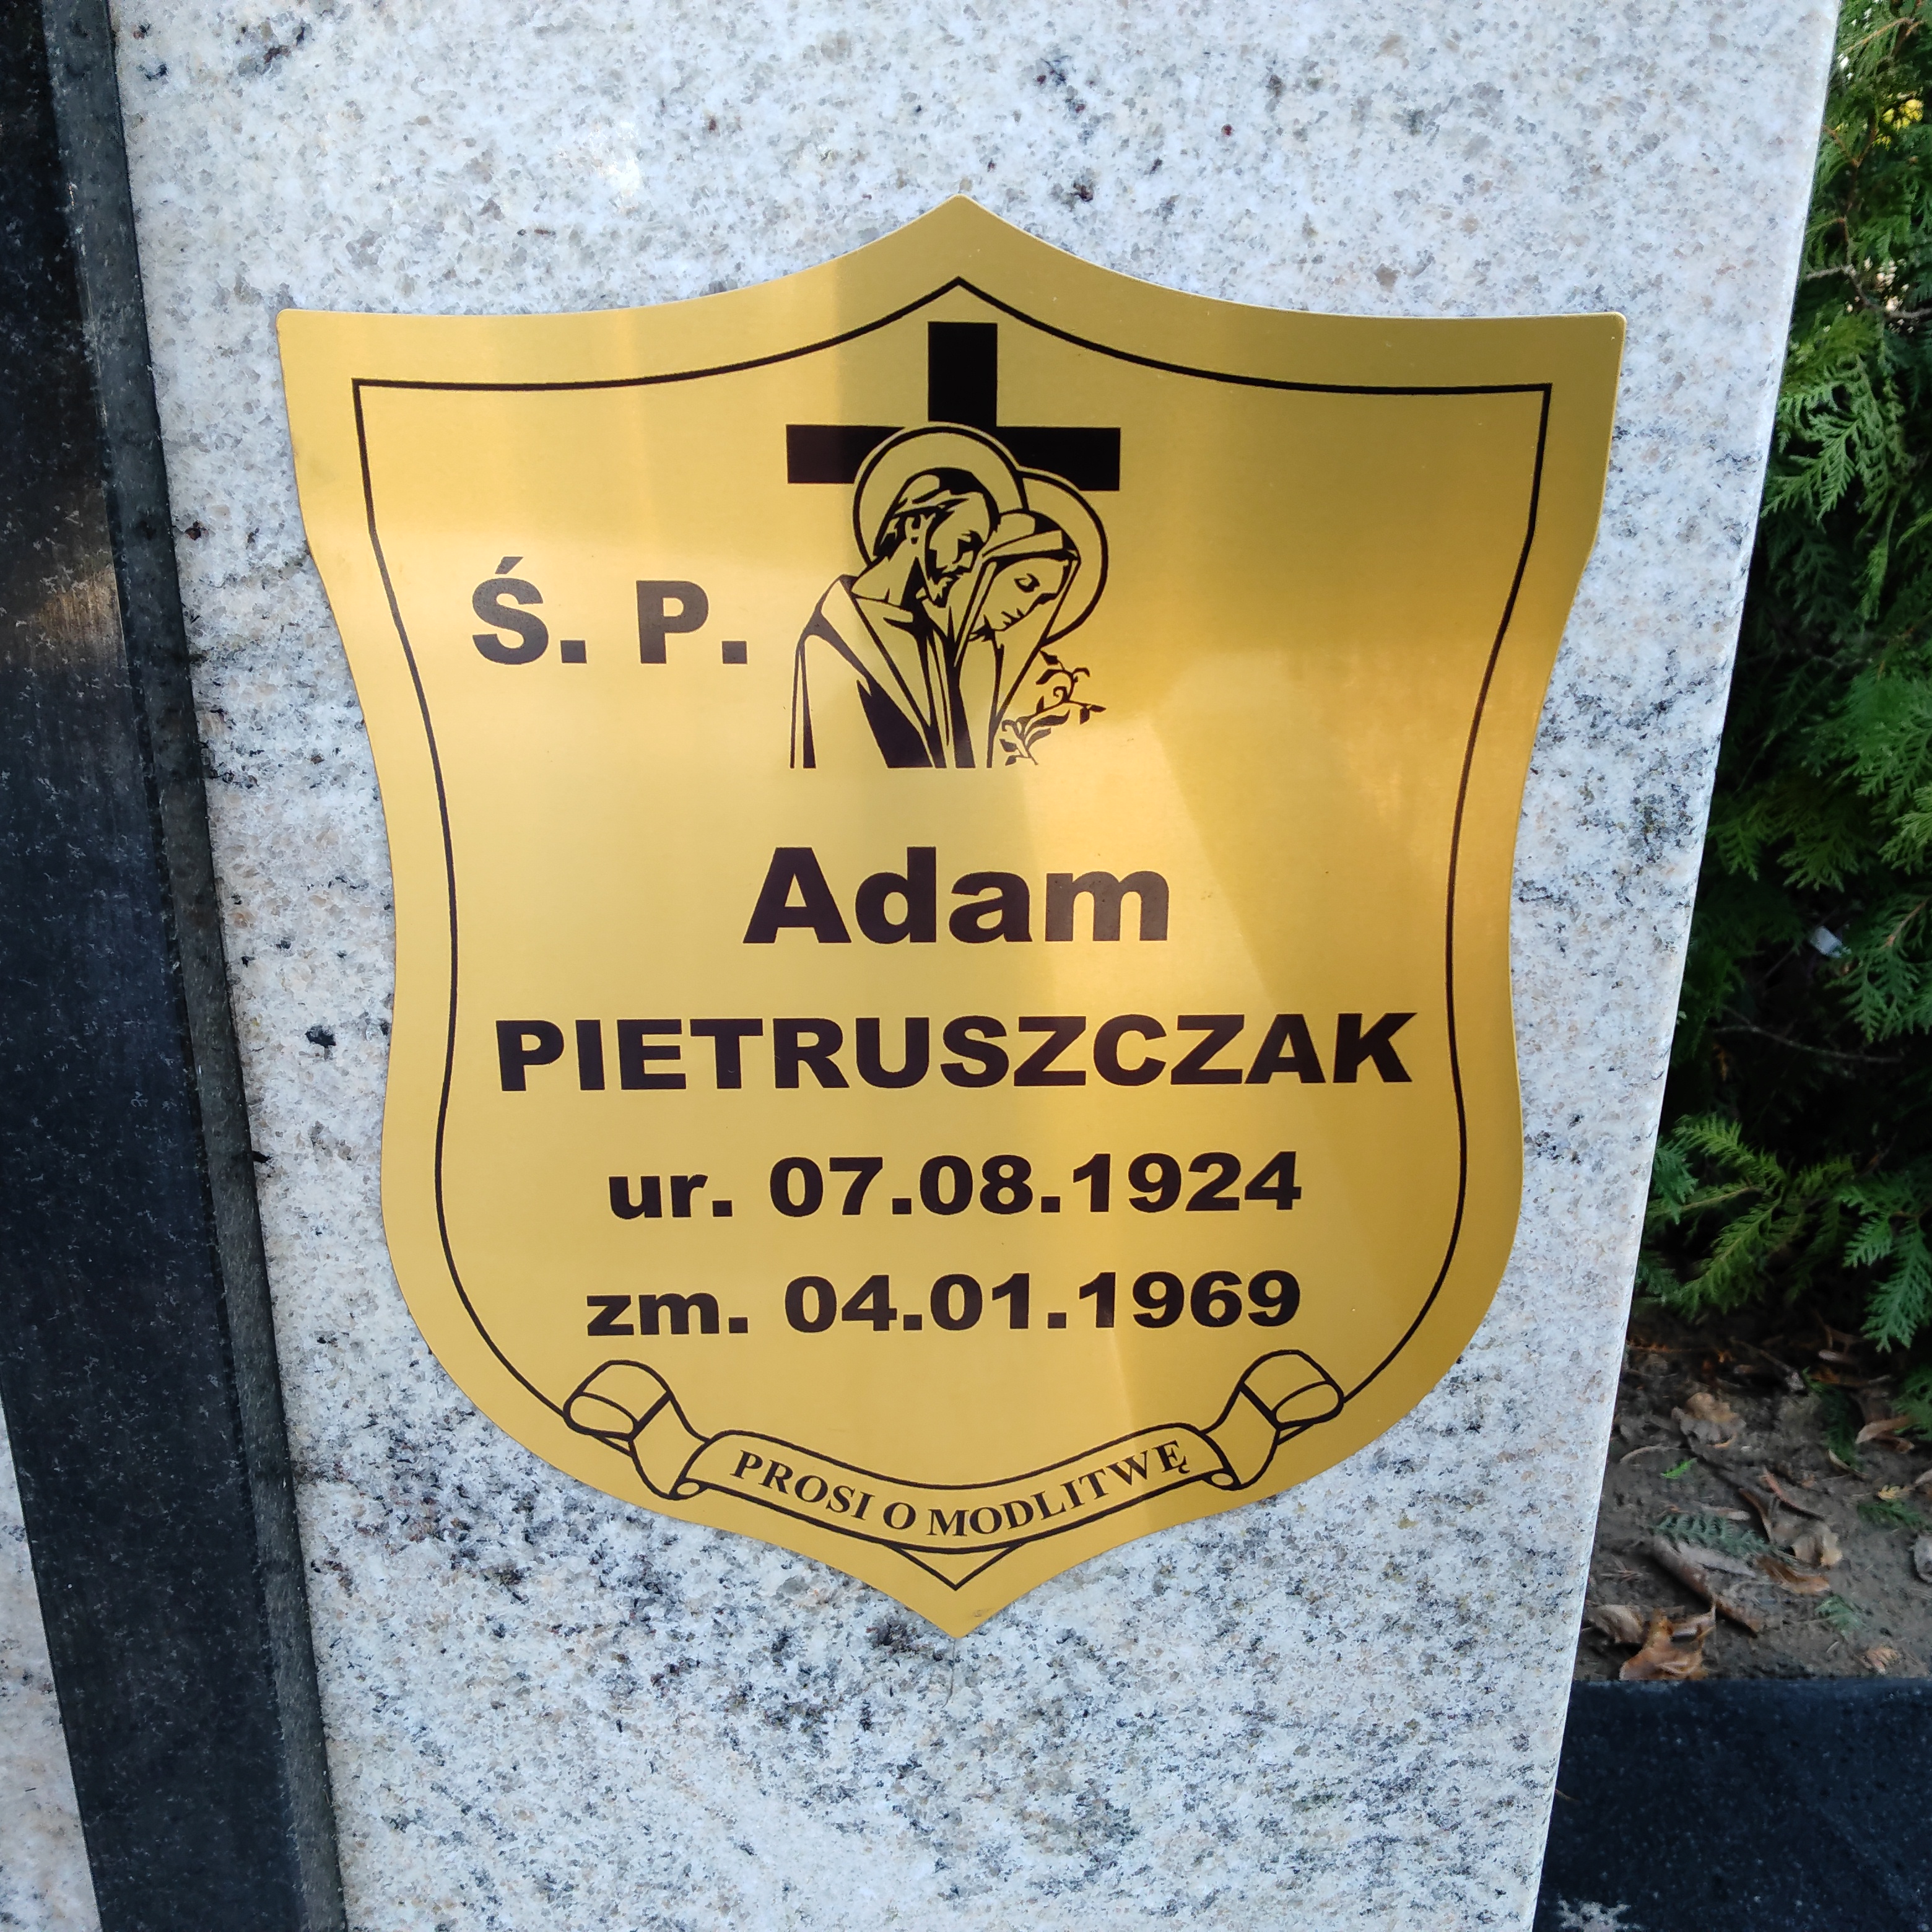 Ś. P.
Adam
PIETRUSZCZAK
ur. 07.08.1924
zm. 04.01.1969
PROSI O MODLITWĘ